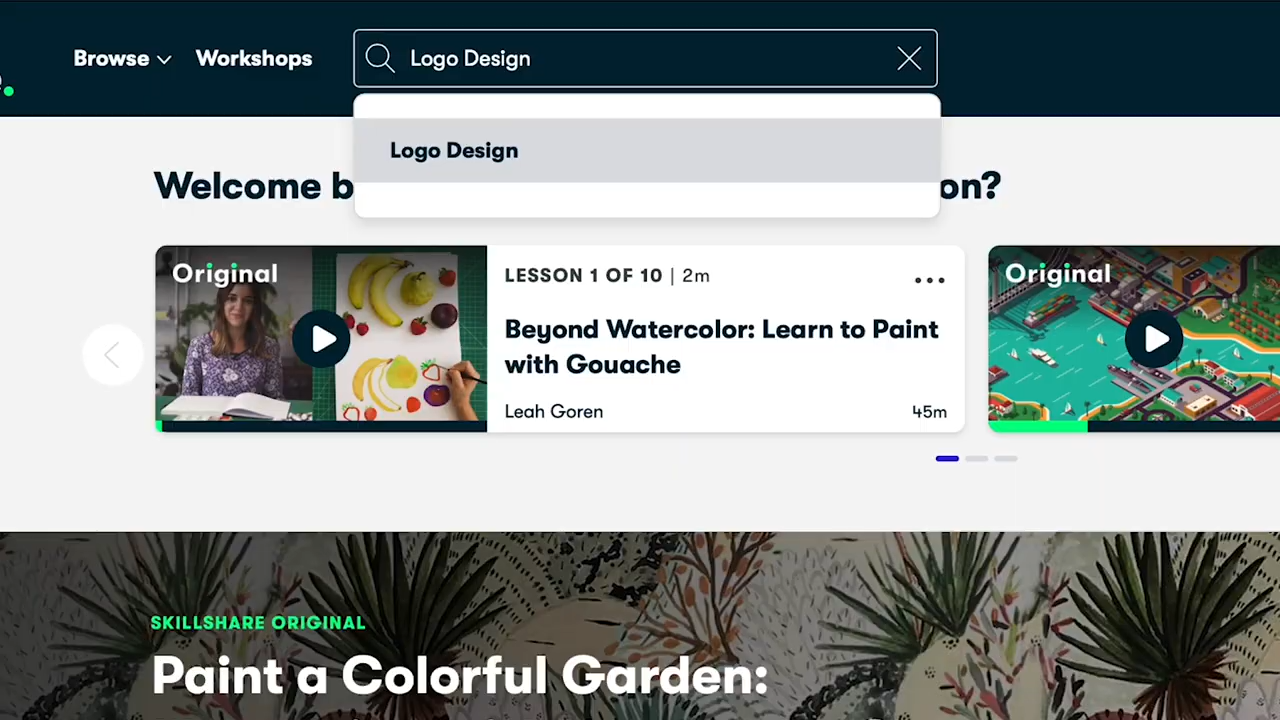 Browse
Workshops
Logo Design
Logo Design
Welcome b
on?
Original
LESSON 1 OF 10 | 2m
Beyond Watercolor: Learn to Paint
with Gouache
Leah Goren
45m
Original
SKILLSHARE ORIGINAL
Paint a Colorful Garden: